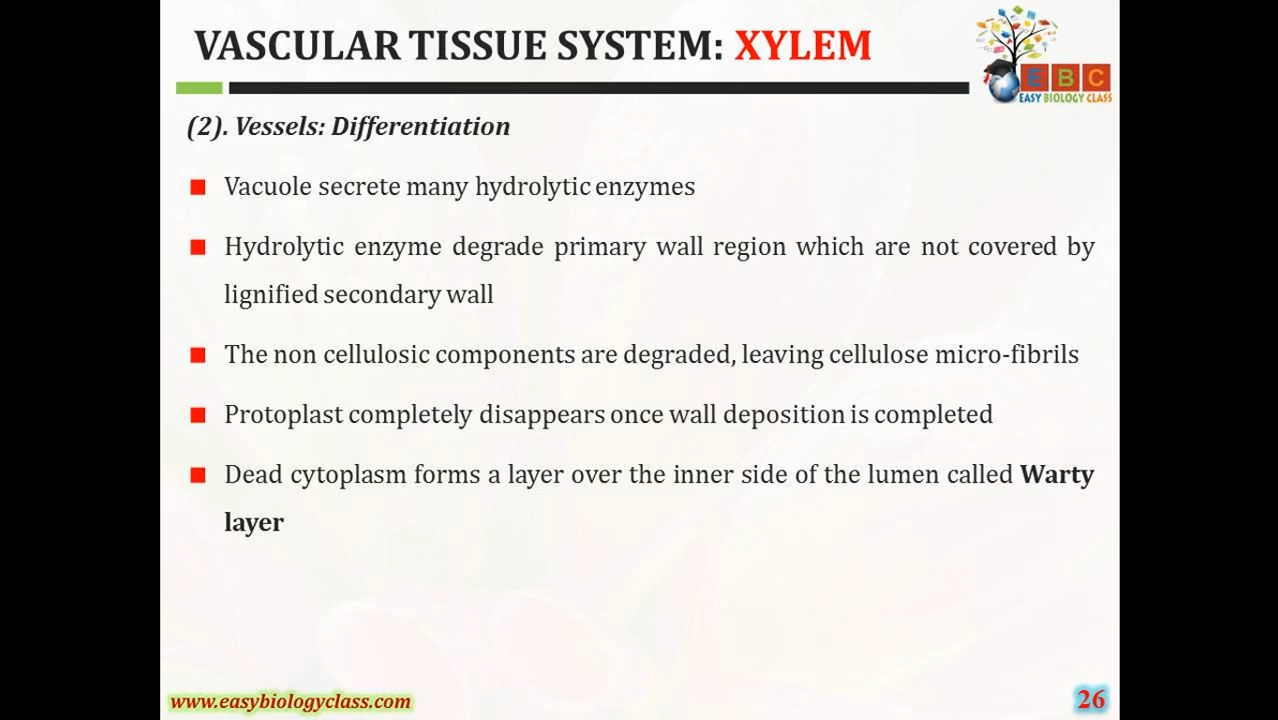 VASCULAR TISSUE SYSTEM: XYLEM
E B C
EASY BIOLOGY CLASS
(2). Vessels: Differentiation
Vacuole secrete many hydrolytic enzymes
Hydrolytic enzyme degrade primary wall region which are not covered by
lignified secondary wall
The non cellulosic components are degraded, leaving cellulose micro-fibrils
Protoplast completely disappears once wall deposition is completed
Dead cytoplasm forms a layer over the inner side of the lumen called Warty
layer
www.easybiologyclass.com
26